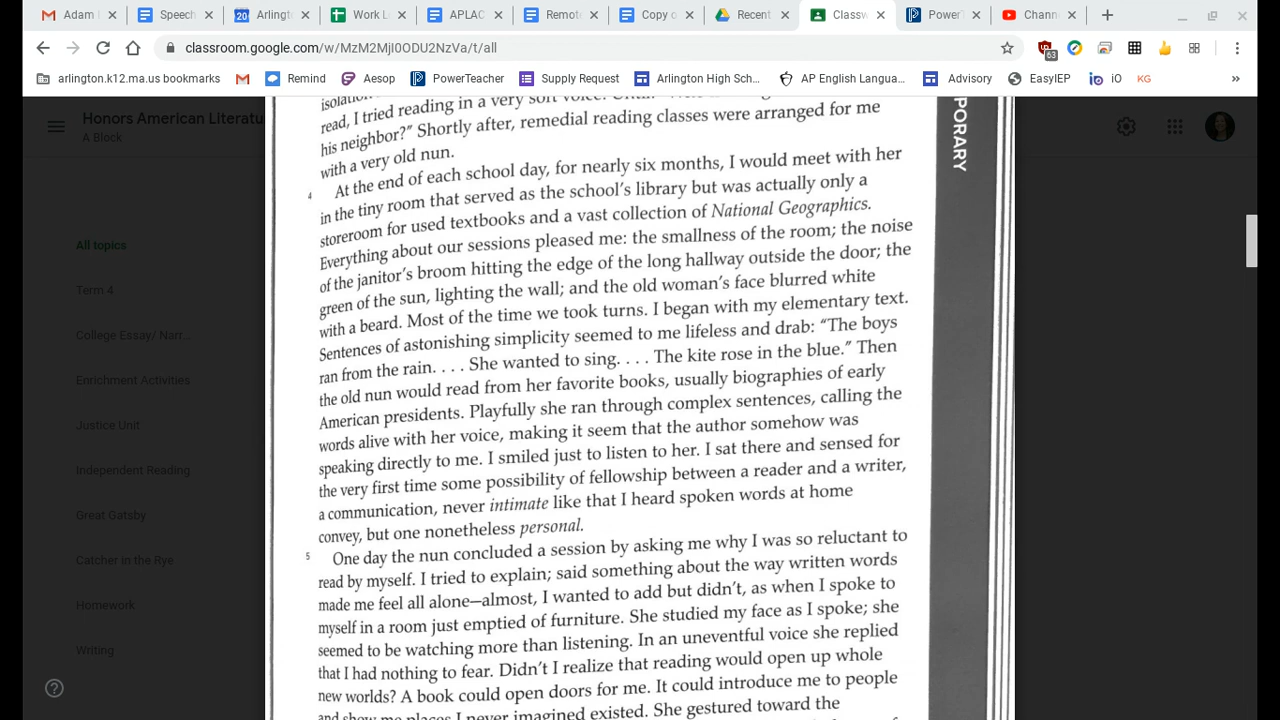 Adam
Speech
20
Arlingt
Work L
APLAC
Remot
Copy o
Recent
Classw
PowerT
Chann
classroom.google.com/w/MzM2MjI0ODU2NzVa/t/all
63
arlington.k12.ma.us bookmarks
Remind
Aesop
PowerTeacher
Supply Request
Arlington High Sch...
AP English Langua...
Advisory
EasyIEP
iO
KG
»
Honors American Literatu
A Block
All topics
Term 4
College Essay/ Narr...
Enrichment Activities
Justice Unit
Independent Reading
Great Gatsby
Catcher in the Rye
Homework
Writing
PORARY
isolation
read, I tried reading in a very soft voice.
his neighbor?" Shortly after, remedial reading classes were arranged for me
with a very old nun.
4 At the end of each school day, for nearly six months, I would meet with her
in the tiny room that served as the school's library but was actually only a
storeroom for used textbooks and a vast collection of National Geographics.
Everything about our sessions pleased me: the smallness of the room; the noise
of the janitor's broom hitting the edge of the long hallway outside the door; the
green of the sun, lighting the wall; and the old woman's face blurred white
with a beard. Most of the time we took turns. I began with my elementary text.
Sentences of astonishing simplicity seemed to me lifeless and drab: "The boys
ran from the rain. . . . She wanted to sing. . . . The kite rose in the blue." Then
the old nun would read from her favorite books, usually biographies of early
American presidents. Playfully she ran through complex sentences, calling the
words alive with her voice, making it seem that the author somehow was
speaking directly to me. I smiled just to listen to her. I sat there and sensed for
the very first time some possibility of fellowship between a reader and a writer,
a communication, never intimate like that I heard spoken words at home
convey, but one nonetheless personal.
5 One day the nun concluded a session by asking me why I was so reluctant to
read by myself. I tried to explain; said something about the way written words
made me feel all alone—almost, I wanted to add but didn't, as when I spoke to
myself in a room just emptied of furniture. She studied my face as I spoke; she
seemed to be watching more than listening. In an uneventful voice she replied
that I had nothing to fear. Didn't I realize that reading would open up whole
new worlds? A book could open doors for me. It could introduce me to people
and show me places I never imagined existed. She gestured toward the